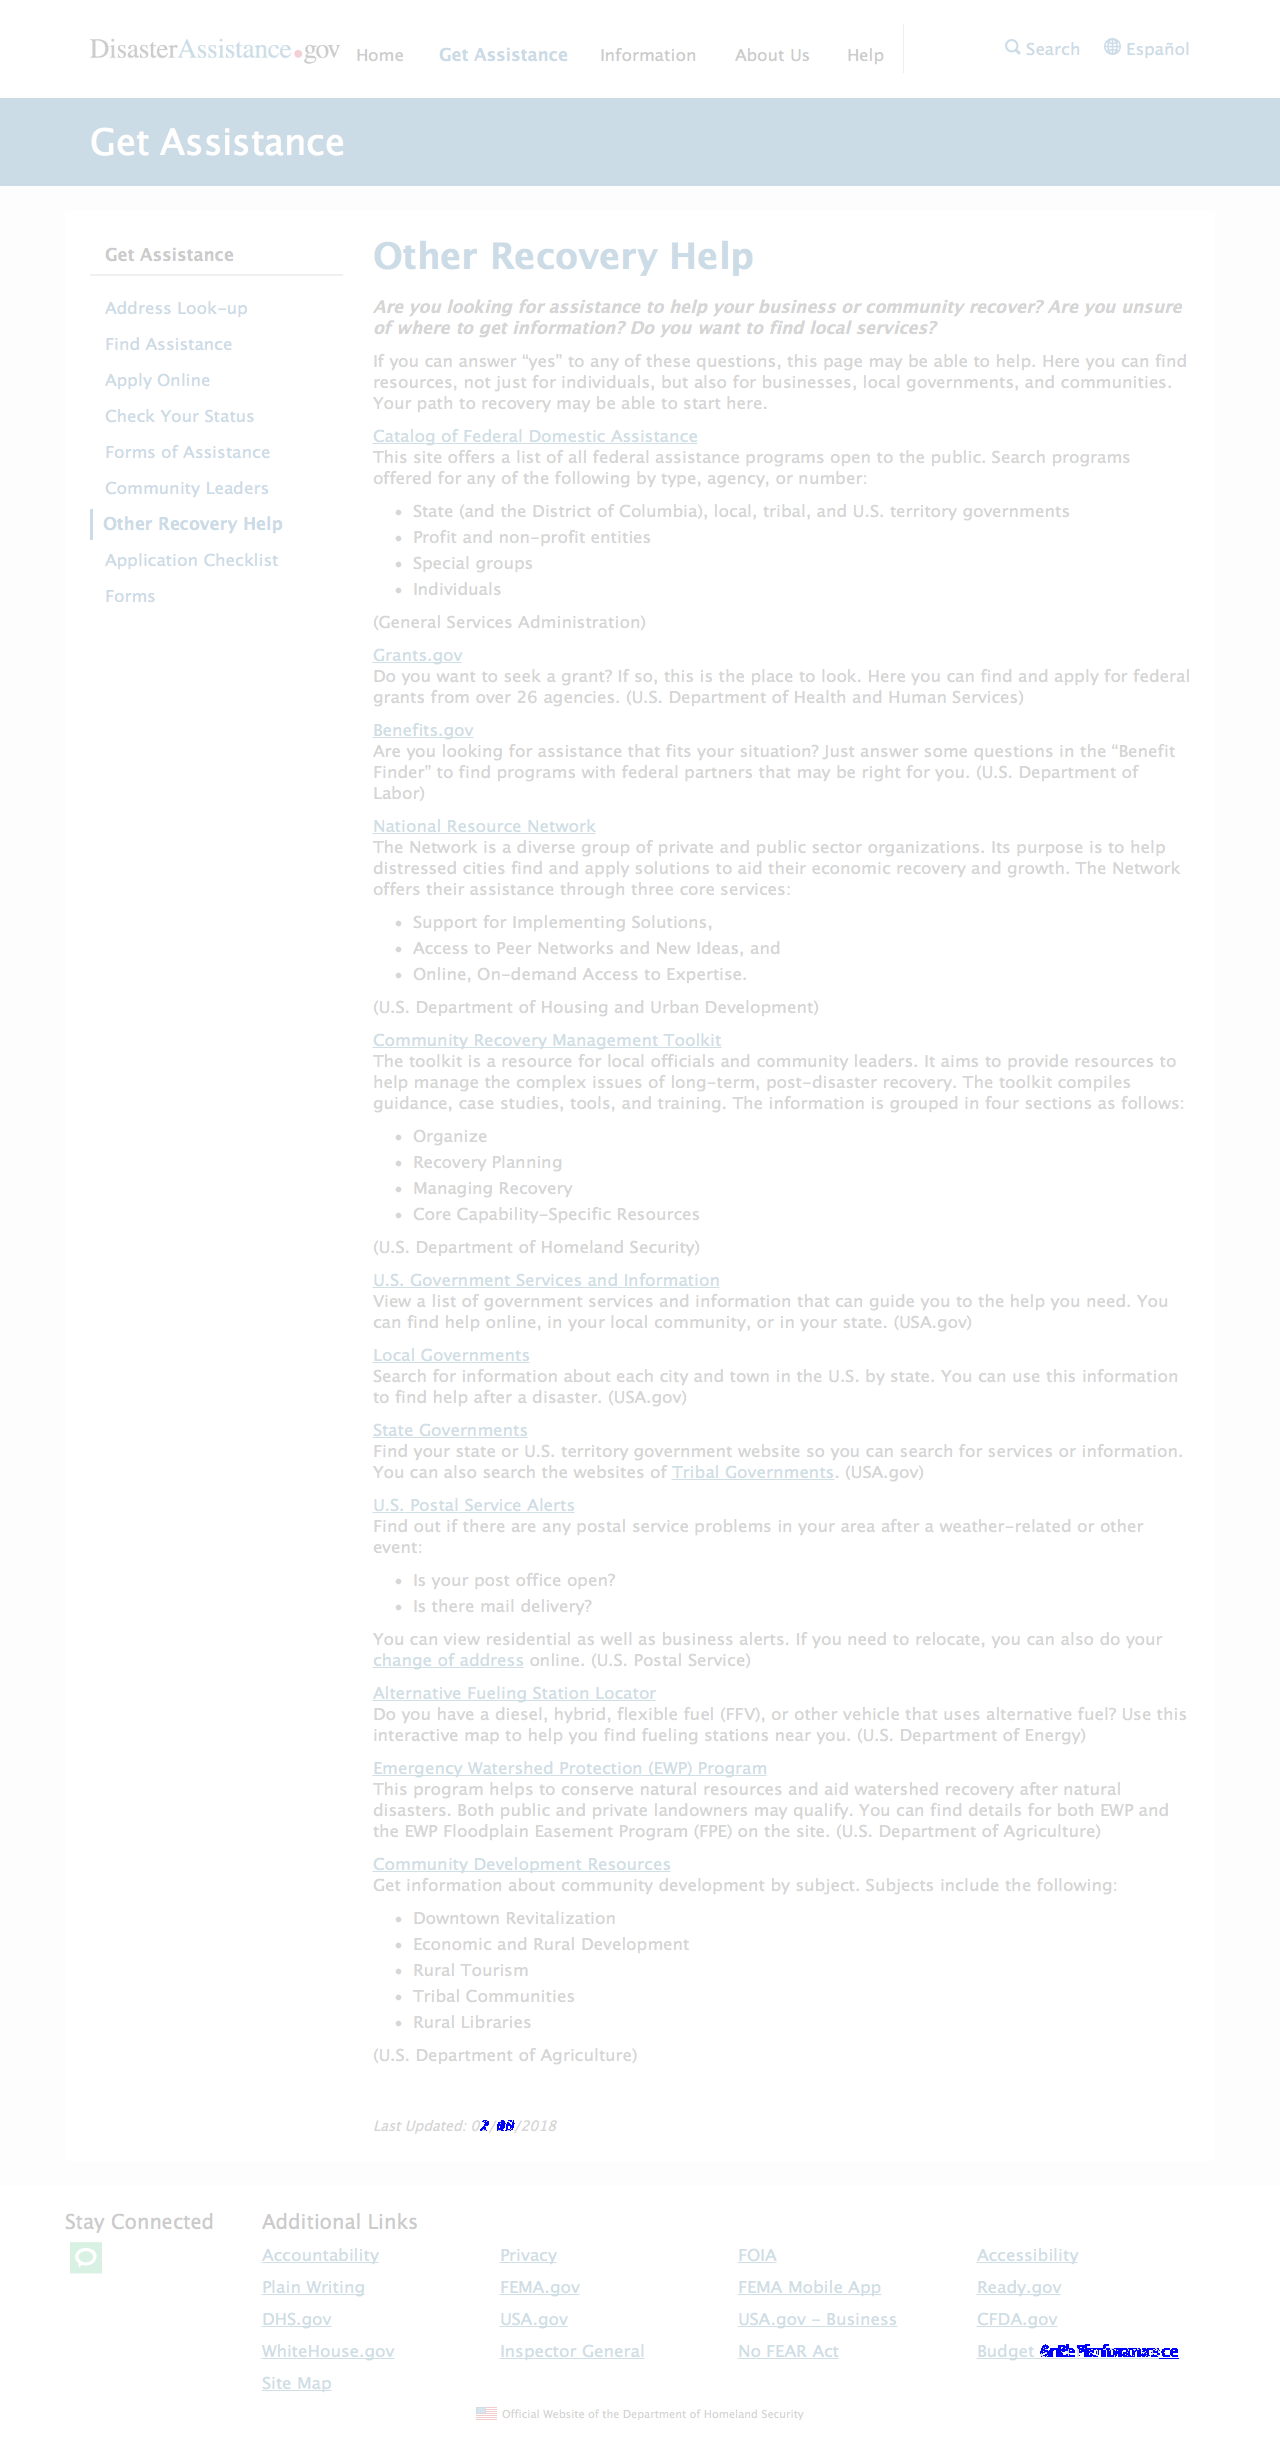 DisasterAssistance.gov Home Get Assistance Information About Us Help Search Español
Get Assistance
Get Assistance
Address Look-up
Find Assistance
Apply Online
Check Your Status
Forms of Assistance
Community Leaders
Other Recovery Help
Application Checklist
Forms
Other Recovery Help
Are you looking for assistance to help your business or community recover? Are you unsure
of where to get information? Do you want to find local services?
If you can answer “yes” to any of these questions, this page may be able to help. Here you can find
resources, not just for individuals, but also for businesses, local governments, and communities.
Your path to recovery may be able to start here.
Catalog of Federal Domestic Assistance
This site offers a list of all federal assistance programs open to the public. Search programs
offered for any of the following by type, agency, or number:
• State (and the District of Columbia), local, tribal, and U.S. territory governments
• Profit and non-profit entities
• Special groups
• Individuals
(General Services Administration)
Grants.gov
Do you want to seek a grant? If so, this is the place to look. Here you can find and apply for federal
grants from over 26 agencies. (U.S. Department of Health and Human Services)
Benefits.gov
Are you looking for assistance that fits your situation? Just answer some questions in the “Benefit
Finder” to find programs with federal partners that may be right for you. (U.S. Department of
Labor)
National Resource Network
The Network is a diverse group of private and public sector organizations. Its purpose is to help
distressed cities find and apply solutions to aid their economic recovery and growth. The Network
offers their assistance through three core services:
• Support for Implementing Solutions,
• Access to Peer Networks and New Ideas, and
• Online, On-demand Access to Expertise.
(U.S. Department of Housing and Urban Development)
Community Recovery Management Toolkit
The toolkit is a resource for local officials and community leaders. It aims to provide resources to
help manage the complex issues of long-term, post-disaster recovery. The toolkit compiles
guidance, case studies, tools, and training. The information is grouped in four sections as follows:
• Organize
• Recovery Planning
• Managing Recovery
• Core Capability-Specific Resources
(U.S. Department of Homeland Security)
U.S. Government Services and Information
View a list of government services and information that can guide you to the help you need. You
can find help online, in your local community, or in your state. (USA.gov)
Local Governments
Search for information about each city and town in the U.S. by state. You can use this information
to find help after a disaster. (USA.gov)
State Governments
Find your state or U.S. territory government website so you can search for services or information.
You can also search the websites of Tribal Governments. (USA.gov)
U.S. Postal Service Alerts
Find out if there are any postal service problems in your area after a weather-related or other
event:
• Is your post office open?
• Is there mail delivery?
You can view residential as well as business alerts. If you need to relocate, you can also do your
change of address online. (U.S. Postal Service)
Alternative Fueling Station Locator
Do you have a diesel, hybrid, flexible fuel (FFV), or other vehicle that uses alternative fuel? Use this
interactive map to help you find fueling stations near you. (U.S. Department of Energy)
Emergency Watershed Protection (EWP) Program
This program helps to conserve natural resources and aid watershed recovery after natural
disasters. Both public and private landowners may qualify. You can find details for both EWP and
the EWP Floodplain Easement Program (FPE) on the site. (U.S. Department of Agriculture)
Community Development Resources
Get information about community development by subject. Subjects include the following:
• Downtown Revitalization
• Economic and Rural Development
• Rural Tourism
• Tribal Communities
• Rural Libraries
(U.S. Department of Agriculture)
Last Updated:
Stay Connected Additional Links
Accountability Privacy FOIA Accessibility
Plain Writing FEMA.gov FEMA Mobile App Ready.gov
DHS.gov USA.gov USA.gov - Business CFDA.gov
WhiteHouse.gov Inspector General No FEAR Act Budget
Site Map
Official Website of the Department of Homeland Security